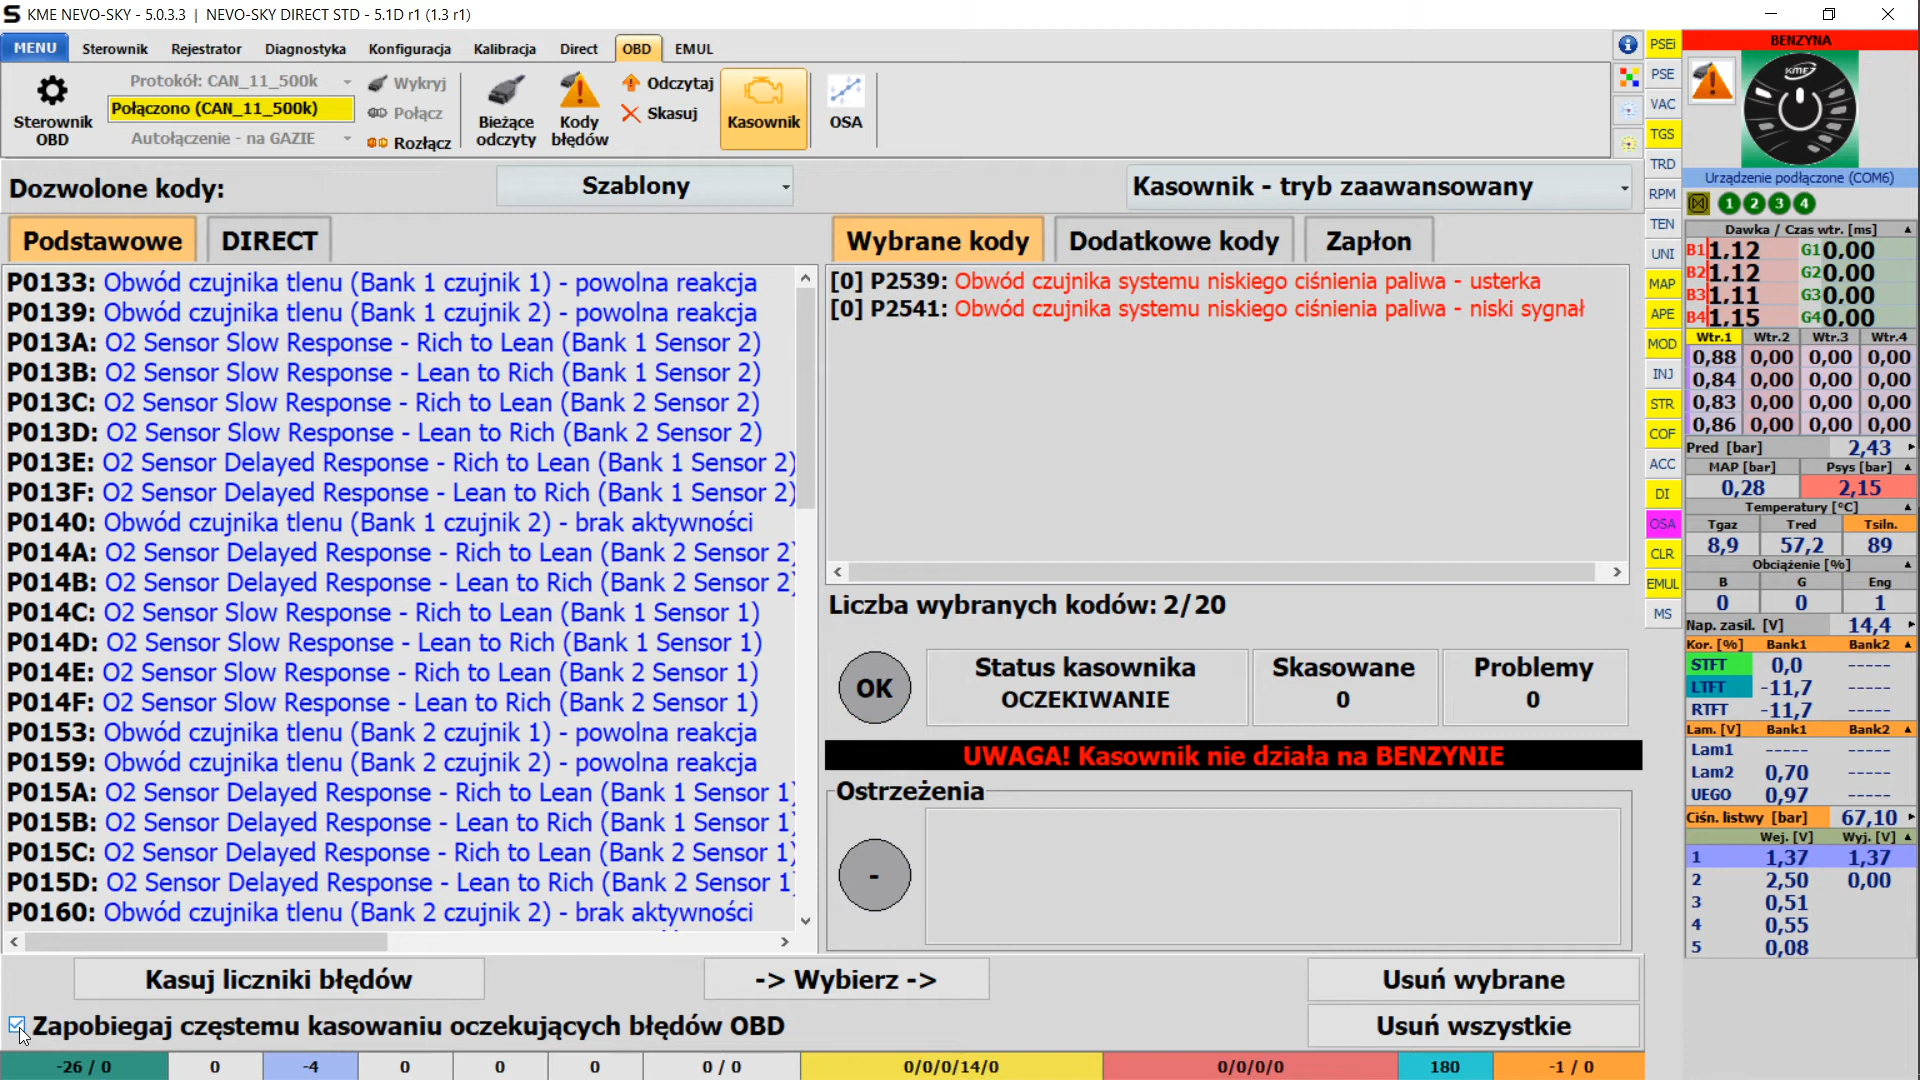 KME NEVO-SKY - 5.0.3.3 | NEVO-SKY DIRECT STD - 5.1D r1 (1.3 r1)
MENU Sterownik Rejestrator Diagnostyka Konfiguracja Kalibracja Direct OBD EMUL
Sterownik OBD
Protokół: CAN_11_500k
Połączono (CAN_11_500k)
Autołączenie - na GAZIE
Wykryj
Połącz
Rozłącz
Bieżące odczyty
Kody błędów
Odczytaj
Skasuj
Kasownik
OSA
Dozwolone kody:
Szablony
Kasownik - tryb zaawansowany
Podstawowe DIRECT
P0133: Obwód czujnika tlenu (Bank 1 czujnik 1) - powolna reakcja
P0139: Obwód czujnika tlenu (Bank 1 czujnik 2) - powolna reakcja
P013A: O2 Sensor Slow Response - Rich to Lean (Bank 1 Sensor 2)
P013B: O2 Sensor Slow Response - Lean to Rich (Bank 1 Sensor 2)
P013C: O2 Sensor Slow Response - Rich to Lean (Bank 2 Sensor 2)
P013D: O2 Sensor Slow Response - Lean to Rich (Bank 2 Sensor 2)
P013E: O2 Sensor Delayed Response - Rich to Lean (Bank 1 Sensor 2)
P013F: O2 Sensor Delayed Response - Lean to Rich (Bank 1 Sensor 2)
P0140: Obwód czujnika tlenu (Bank 1 czujnik 2) - brak aktywności
P014A: O2 Sensor Delayed Response - Rich to Lean (Bank 2 Sensor 2)
P014B: O2 Sensor Delayed Response - Lean to Rich (Bank 2 Sensor 2)
P014C: O2 Sensor Slow Response - Rich to Lean (Bank 1 Sensor 1)
P014D: O2 Sensor Slow Response - Lean to Rich (Bank 1 Sensor 1)
P014E: O2 Sensor Slow Response - Rich to Lean (Bank 2 Sensor 1)
P014F: O2 Sensor Slow Response - Lean to Rich (Bank 2 Sensor 1)
P0153: Obwód czujnika tlenu (Bank 2 czujnik 1) - powolna reakcja
P0159: Obwód czujnika tlenu (Bank 2 czujnik 2) - powolna reakcja
P015A: O2 Sensor Delayed Response - Rich to Lean (Bank 1 Sensor 1)
P015B: O2 Sensor Delayed Response - Lean to Rich (Bank 1 Sensor 1)
P015C: O2 Sensor Delayed Response - Rich to Lean (Bank 2 Sensor 1)
P015D: O2 Sensor Delayed Response - Lean to Rich (Bank 2 Sensor 1)
P0160: Obwód czujnika tlenu (Bank 2 czujnik 2) - brak aktywności
Wybrane kody Dodatkowe kody Zapłon
[0] P2539: Obwód czujnika systemu niskiego ciśnienia paliwa - usterka
[0] P2541: Obwód czujnika systemu niskiego ciśnienia paliwa - niski sygnał
Liczba wybranych kodów: 2/20
OK
Status kasownika
OCZEKIWANIE
Skasowane
0
Problemy
0
UWAGA! Kasownik nie działa na BENZYNIE
Ostrzeżenia
-
Kasuj liczniki błędów
-> Wybierz ->
Usuń wybrane
Zapobiegaj częstemu kasowaniu oczekujących błędów OBD
Usuń wszystkie
-26 / 0 0 -4 0 0 0 0 / 0 0/0/0/14/0 0/0/0/0 180 -1 / 0
PSEi
PSE
VAC
TGS
TRD
RPM
TEN
UNI
MAP
APE
MOD
INJ
STR
COF
ACC
DI
OSA
CLR
EMUL
MS
BENZYNA
KME
Urządzenie podłączone (COM6)
1 2 3 4
Dawka / Czas wtr. [ms]
B1 1,12 G1 0,00
B2 1,12 G2 0,00
B3 1,11 G3 0,00
B4 1,15 G4 0,00
Wtr.1 Wtr.2 Wtr.3 Wtr.4
0,88 0,00 0,00 0,00
0,84 0,00 0,00 0,00
0,83 0,00 0,00 0,00
0,86 0,00 0,00 0,00
Pred [bar] 2,43
MAP [bar] Psys [bar]
0,28 2,15
Temperatury [°C]
Tgaz Tred Tsiln.
8,9 57,2 89
Obciążenie [%]
B G Eng
0 0 1
Nap. zasil. [V] 14,4
Kor. [%] Bank1 Bank2
STFT 0,0 -----
LTFT -11,7 -----
RTFT -11,7 -----
Lam. [V] Bank1 Bank2
Lam1 ----- -----
Lam2 0,70 -----
UEGO 0,97 -----
Ciśn. listwy [bar] 67,10
Wej. [V] Wyj. [V]
1 1,37 1,37
2 2,50 0,00
3 0,51
4 0,55
5 0,08